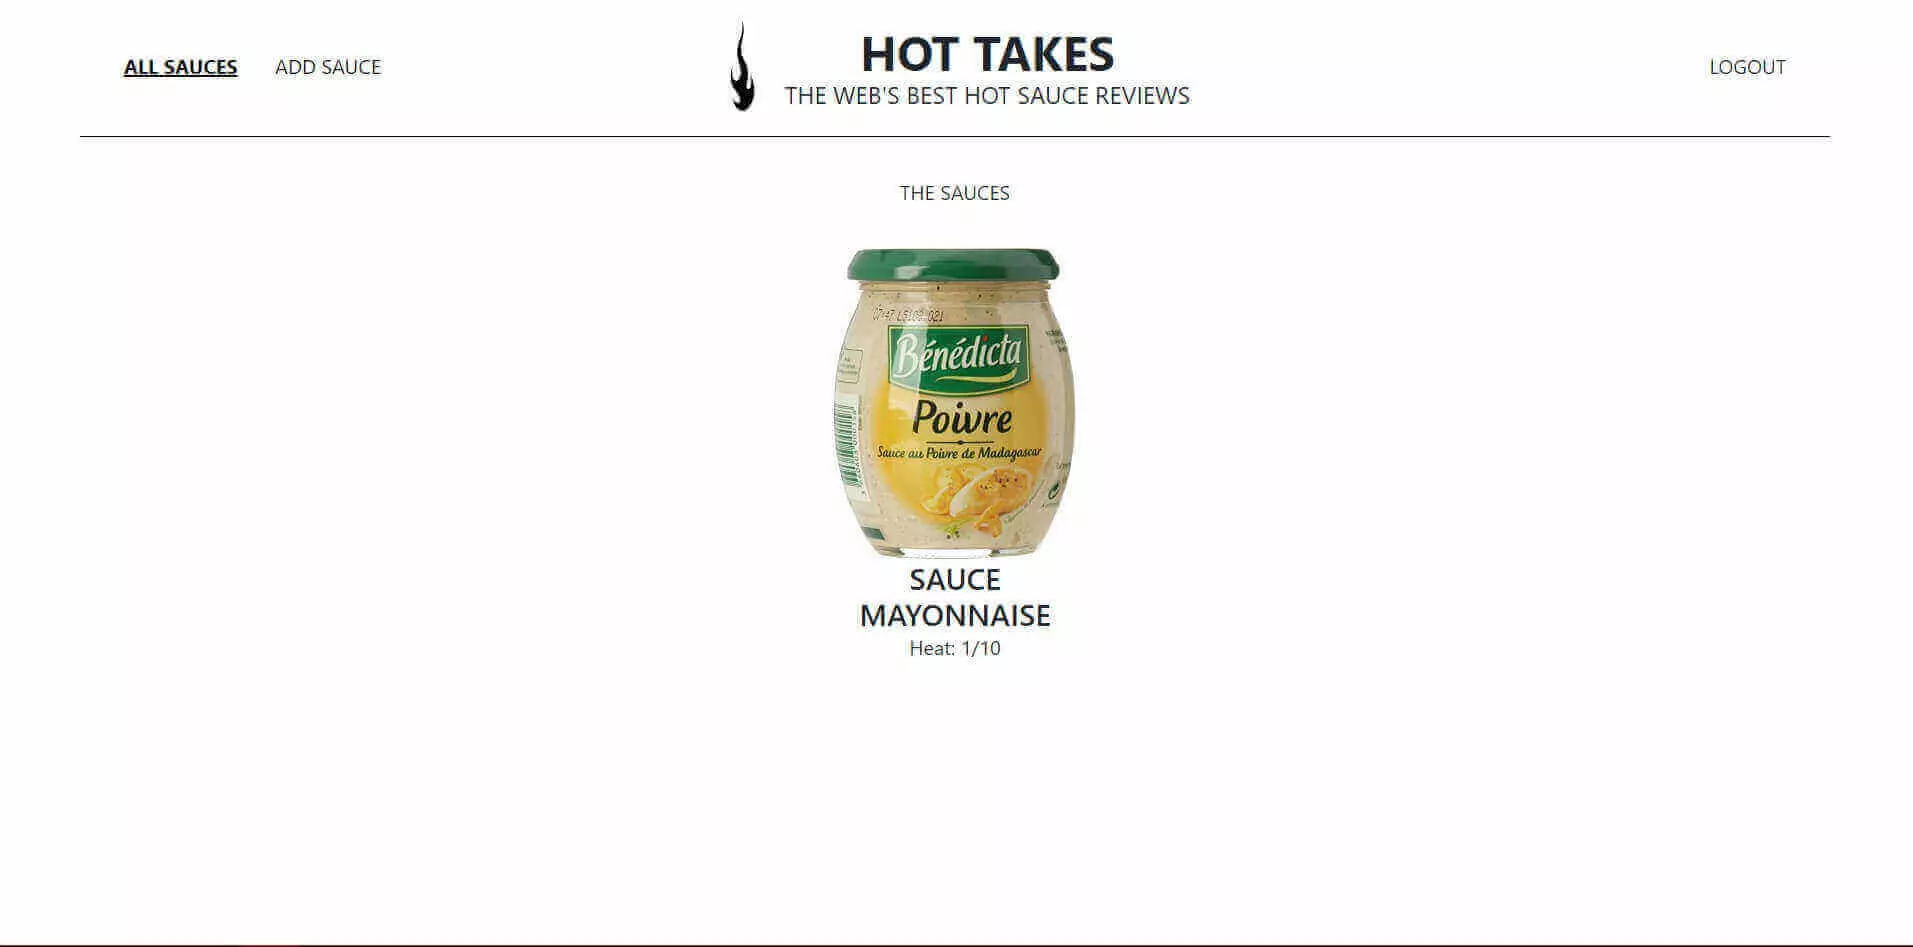 ALL SAUCES
ADD SAUCE
HOT TAKES
THE WEB'S BEST HOT SAUCE REVIEWS
LOGOUT
THE SAUCES
Bénédicta
Poivre
Sauce au Poivre de Madagascar
SAUCE
MAYONNAISE
Heat: 1/10